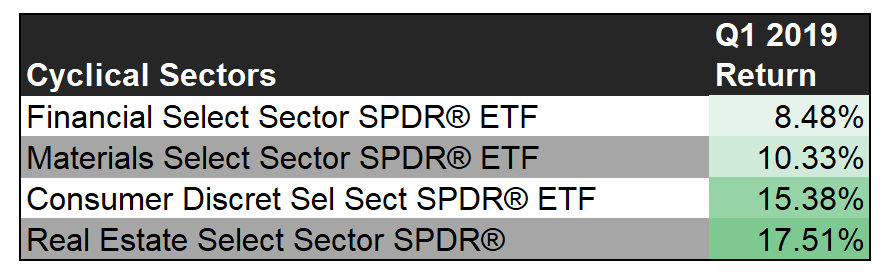 Cyclical Sectors Q1 2019 Return
Financial Select Sector SPDR® ETF 8.48%
Materials Select Sector SPDR® ETF 10.33%
Consumer Discret Sel Sect SPDR® ETF 15.38%
Real Estate Select Sector SPDR® 17.51%